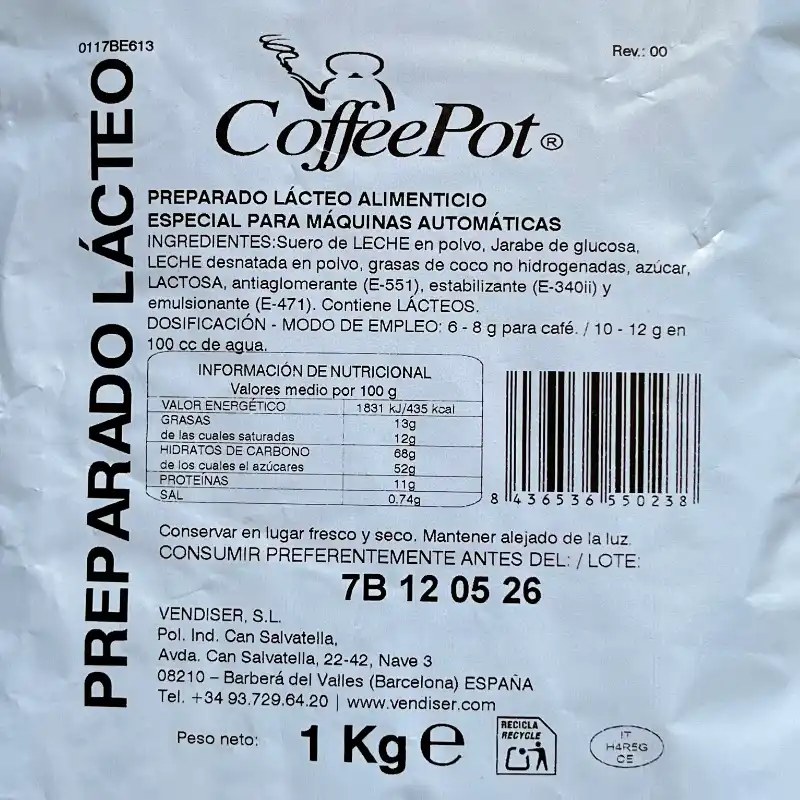 0117BE613
Rev.: 00
PREPARADO LÁCTEO
CoffeePot®
PREPARADO LÁCTEO ALIMENTICIO
ESPECIAL PARA MÁQUINAS AUTOMÁTICAS
INGREDIENTES:Suero de LECHE en polvo, Jarabe de glucosa,
LECHE desnatada en polvo, grasas de coco no hidrogenadas, azúcar,
LACTOSA, antiaglomerante (E-551), estabilizante (E-340ii) y
emulsionante (E-471). Contiene LÁCTEOS.
DOSIFICACIÓN - MODO DE EMPLEO: 6 - 8 g para café. / 10 - 12 g en
100 cc de agua.
INFORMACIÓN DE NUTRICIONAL
Valores medio por 100 g
VALOR ENERGÉTICO 1831 kJ/435 kcal
GRASAS 13g
de las cuales saturadas 12g
HIDRATOS DE CARBONO 68g
de los cuales el azúcares 52g
PROTEÍNAS 11g
SAL 0.74g
8 436536 550238
Conservar en lugar fresco y seco. Mantener alejado de la luz.
CONSUMIR PREFERENTEMENTE ANTES DEL: / LOTE:
7B 12 05 26
VENDISER, S.L.
Pol. Ind. Can Salvatella,
Avda. Can Salvatella, 22-42, Nave 3
08210 – Barberá del Valles (Barcelona) ESPAÑA
Tel. +34 93.729.64.20 | www.vendiser.com
Peso neto: 1 Kg ℮
RECICLA
RECYCLE
IT
H4R5G
CE